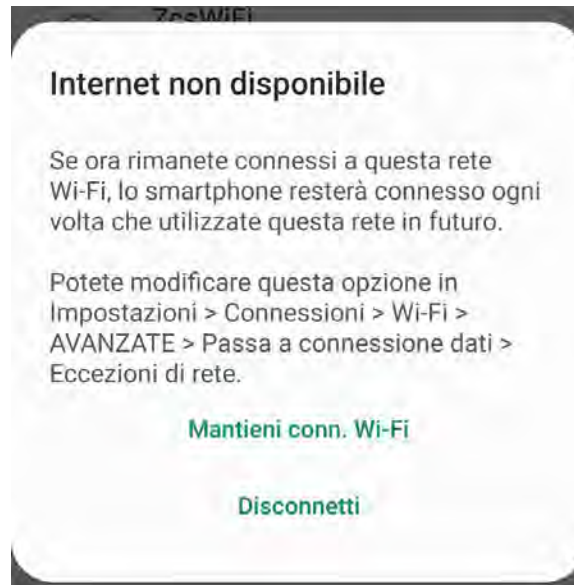 ZcsWiFi
Internet non disponibile
Se ora rimanete connessi a questa rete
Wi-Fi, lo smartphone resterà connesso ogni
volta che utilizzate questa rete in futuro.
Potete modificare questa opzione in
Impostazioni > Connessioni > Wi-Fi >
AVANZATE > Passa a connessione dati >
Eccezioni di rete.
Mantieni conn. Wi-Fi
Disconnetti